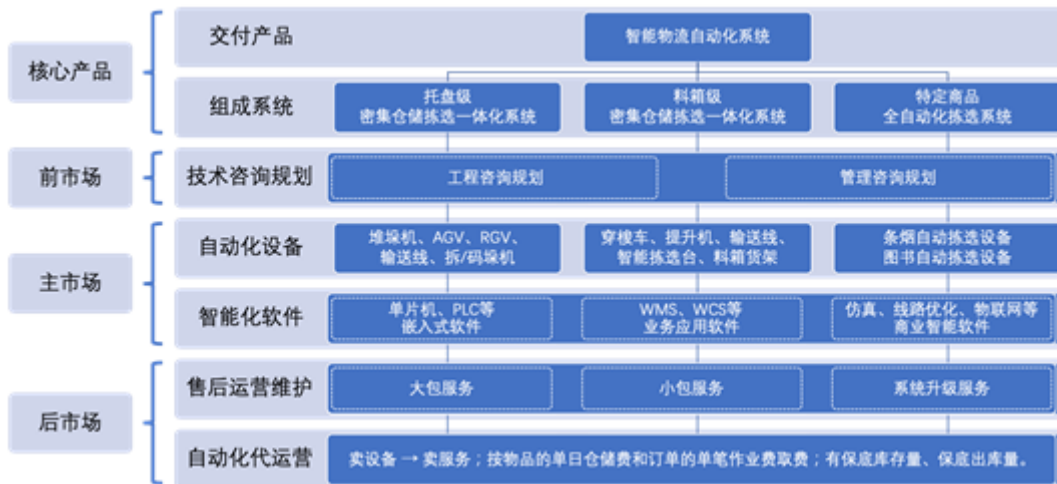 核心产品
交付产品
智能物流自动化系统
组成系统
托盘级
密集仓储拣选一体化系统
料箱级
密集仓储拣选一体化系统
特定商品
全自动化拣选系统
前市场
技术咨询规划
工程咨询规划
管理咨询规划
主市场
自动化设备
堆垛机、AGV、RGV、
输送线、拆/码垛机
穿梭车、提升机、输送线、
智能拣选台、料箱货架
条烟自动拣选设备
图书自动拣选设备
智能化软件
单片机、PLC等
嵌入式软件
WMS、WCS等
业务应用软件
仿真、线路优化、物联网等
商业智能软件
后市场
售后运营维护
大包服务
小包服务
系统升级服务
自动化代运营
卖设备 → 卖服务；按物品的单日仓储费和订单的单笔作业费取费；有保底库存量、保底出库量。